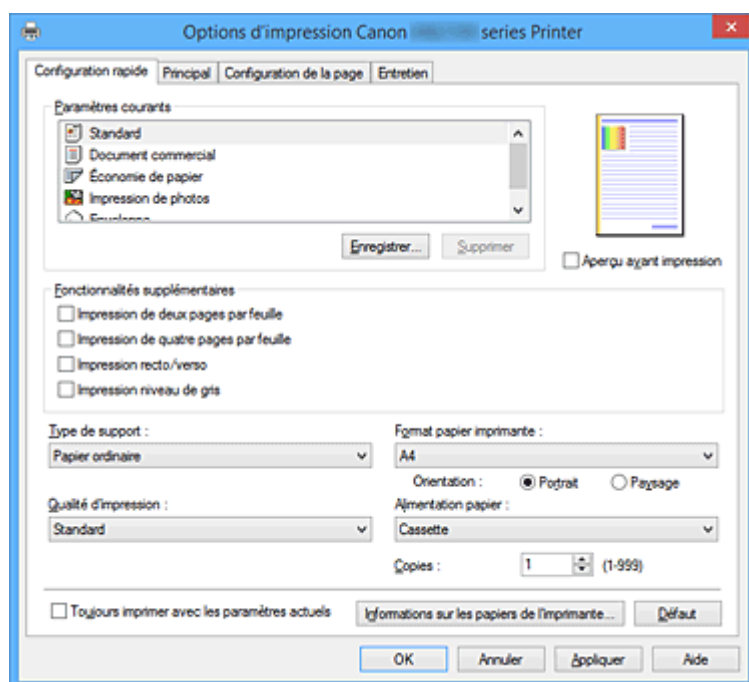 Options d'impression Canon series Printer
Configuration rapide Principal Configuration de la page Entretien
Paramètres courants
Standard
Document commercial
Économie de papier
Impression de photos
Enregistrer... Supprimer
Aperçu avant impression
Fonctionnalités supplémentaires
Impression de deux pages par feuille
Impression de quatre pages par feuille
Impression recto/verso
Impression niveau de gris
Type de support : Format papier imprimante :
Papier ordinaire A4
Orientation : Portrait Paysage
Qualité d'impression : Alimentation papier :
Standard Cassette
Copies : 1 (1-999)
Toujours imprimer avec les paramètres actuels Informations sur les papiers de l'imprimante... Défaut
OK Annuler Appliquer Aide